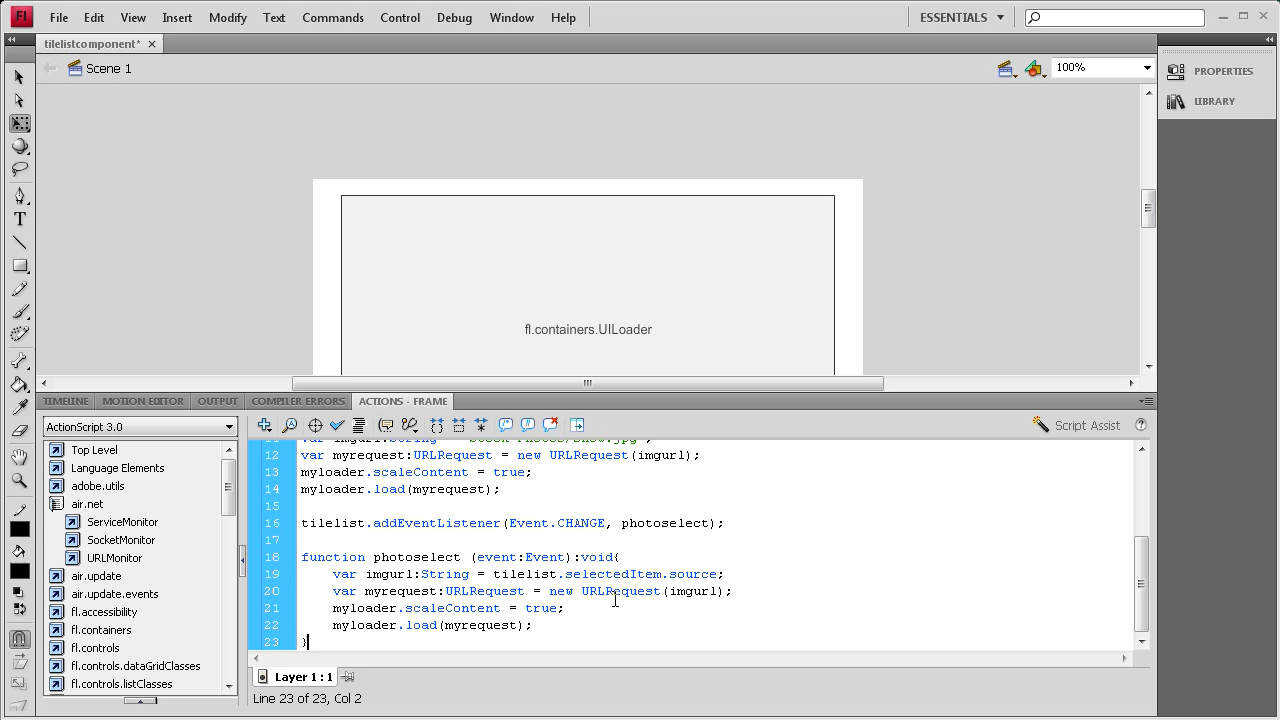 Fl File Edit View Insert Modify Text Commands Control Debug Window Help ESSENTIALS
tilelistcomponent*
Scene 1 100%
PROPERTIES
LIBRARY
fl.containers.UILoader
TIMELINE MOTION EDITOR OUTPUT COMPILER ERRORS ACTIONS - FRAME
ActionScript 3.0 Script Assist
Top Level
Language Elements
adobe.utils
air.net
ServiceMonitor
SocketMonitor
URLMonitor
air.update
air.update.events
fl.accessibility
fl.containers
fl.controls
fl.controls.dataGridClasses
fl.controls.listClasses
12 var myrequest:URLRequest = new URLRequest(imgurl);
13 myloader.scaleContent = true;
14 myloader.load(myrequest);
15
16 tilelist.addEventListener(Event.CHANGE, photoselect);
17
18 function photoselect (event:Event):void{
19 var imgurl:String = tilelist.selectedItem.source;
20 var myrequest:URLRequest = new URLRequest(imgurl);
21 myloader.scaleContent = true;
22 myloader.load(myrequest);
23 }
Layer 1 : 1
Line 23 of 23, Col 2